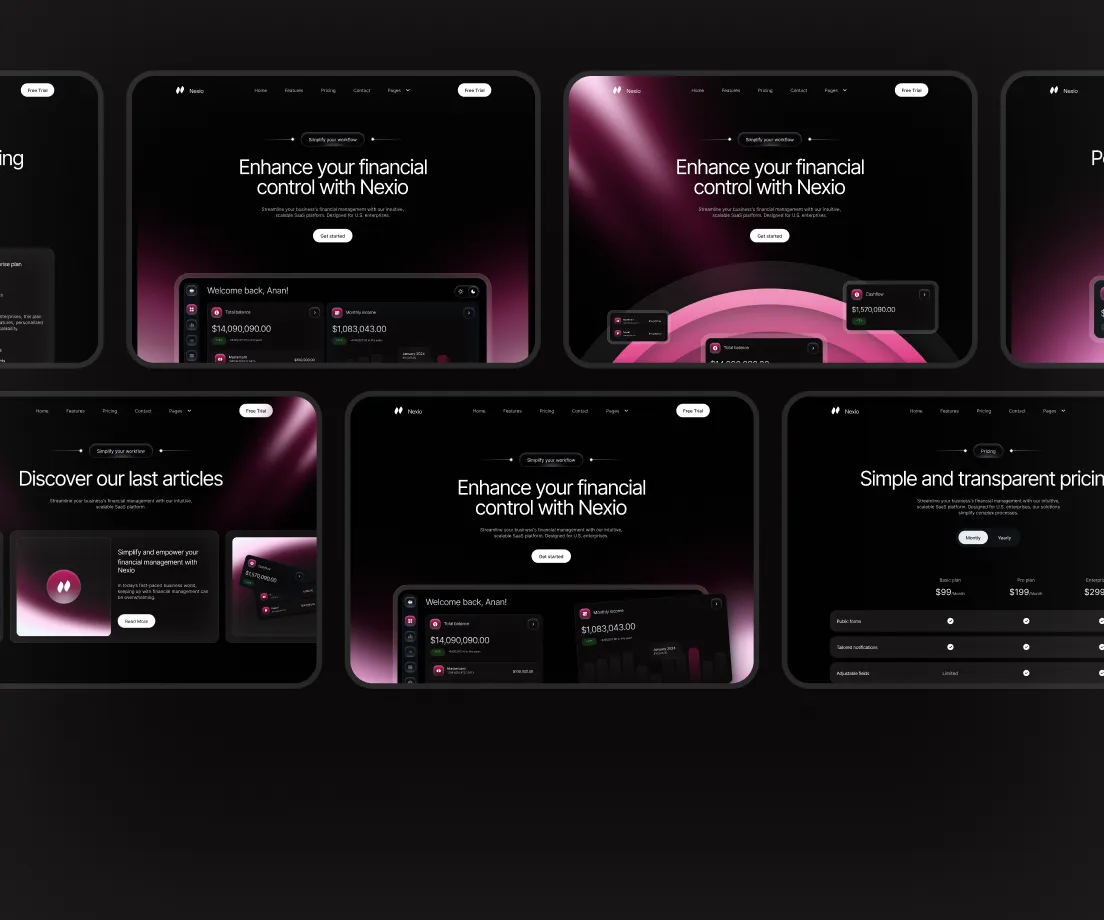 Free Trial
ing
rise plan
Nexio
Home Features Pricing Contact Pages
Free Trial
Simplify your workflow
Enhance your financial
control with Nexio
Streamline your business's financial management with our intuitive,
scalable SaaS platform. Designed for U.S. enterprises.
Get started
Welcome back, Anan!
Total balance
$14,090,090.00
Mastercard
Monthly income
$1,083,043.00
January 2024
Nexio
Home Features Pricing Contact Pages
Free Trial
Simplify your workflow
Enhance your financial
control with Nexio
Streamline your business's financial management with our intuitive,
scalable SaaS platform. Designed for U.S. enterprises.
Get started
Cashflow
$1,570,090.00
Total balance
$14,090,090.00
Nexio
Home Features Pricing Contact Pages
Free Trial
Simplify your workflow
Discover our last articles
Streamline your business's financial management with our intuitive,
scalable SaaS platform.
Simplify and empower your
financial management with
Nexio
In today's fast-paced business world,
keeping up with financial management can
be overwhelming.
Read More
Cashflow
$1,570,090.00
Nexio
Home Features Pricing Contact Pages
Free Trial
Simplify your workflow
Enhance your financial
control with Nexio
Streamline your business's financial management with our intuitive,
scalable SaaS platform. Designed for U.S. enterprises.
Get started
Welcome back, Anan!
Total balance
$14,090,090.00
Mastercard
Monthly income
$1,083,043.00
January 2024
Nexio
Home Features Pricing Contact Pages
Pricing
Simple and transparent pricin
Streamline your business's financial management with our intuitive,
scalable SaaS platform. Designed for U.S. enterprises, our solutions
simplify complex processes.
Montly Yearly
Basic plan Pro plan Enterpri
$99/Month $199/Month $299
Public forms
Tailored notifications
Adjustable fields Limited